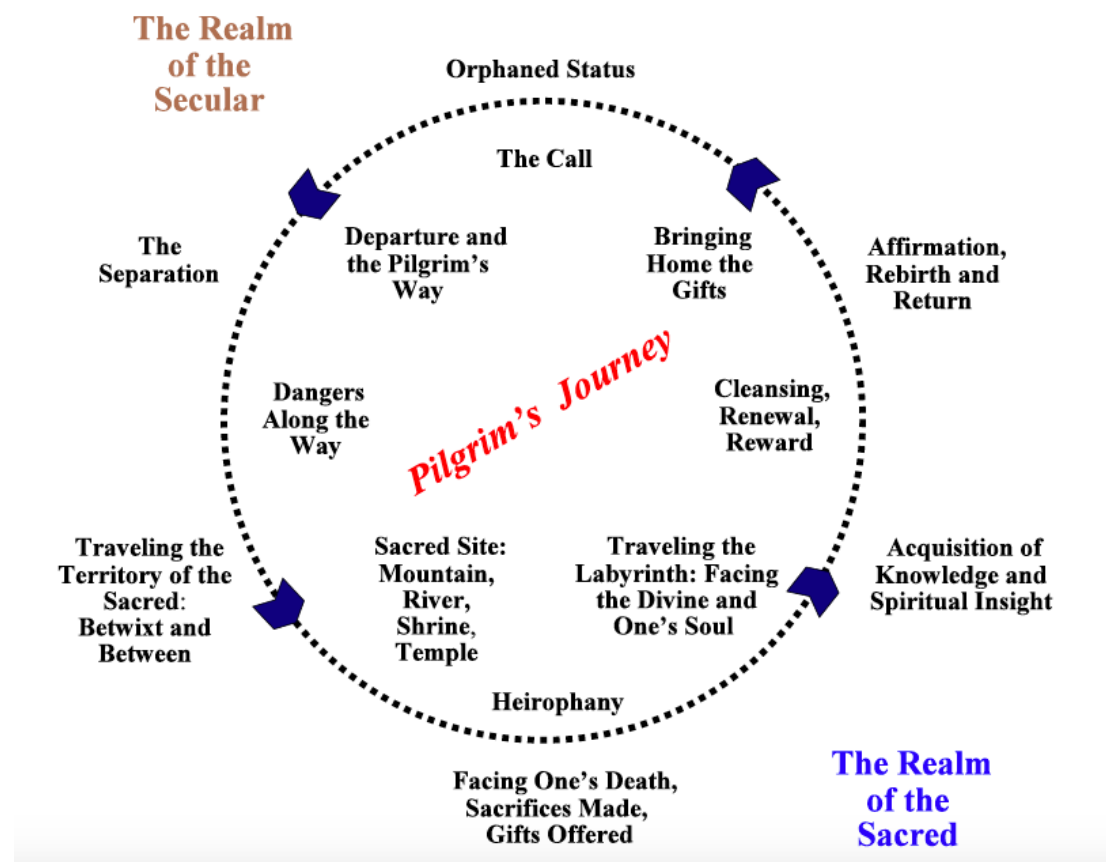 The Realm
of the
Secular
Orphaned Status
The Call
The
Separation
Departure and
the Pilgrim's
Way
Bringing
Home the
Gifts
Affirmation,
Rebirth and
Return
Dangers
Along the
Way
Pilgrim's Journey
Cleansing,
Renewal,
Reward
Traveling the
Territory of the
Sacred:
Betwixt and
Between
Sacred Site:
Mountain,
River,
Shrine,
Temple
Traveling the
Labyrinth: Facing
the Divine and
One's Soul
Acquisition of
Knowledge and
Spiritual Insight
Heirophany
Facing One's Death,
Sacrifices Made,
Gifts Offered
The Realm
of the
Sacred